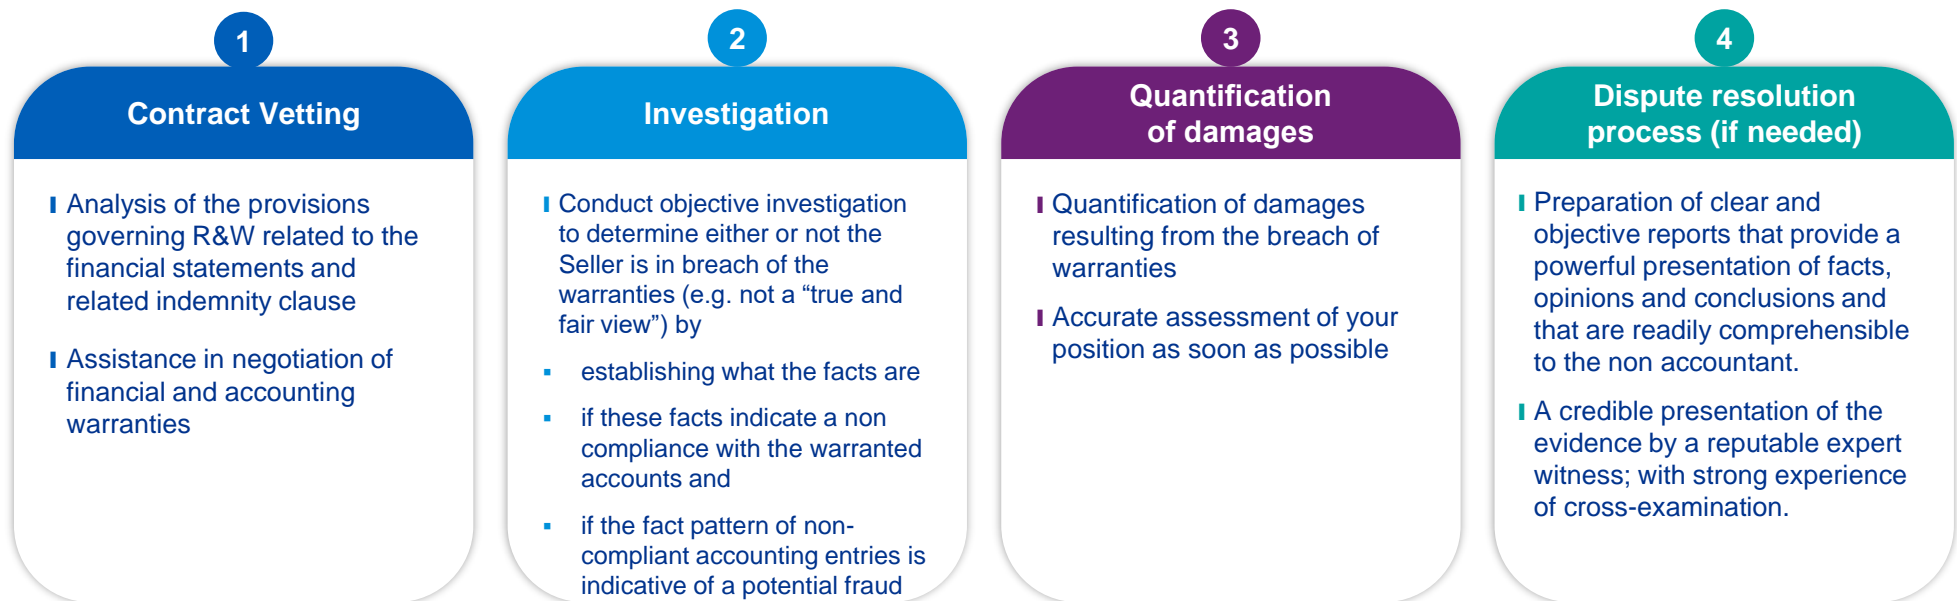 1
Contract Vetting
Analysis of the provisions
governing R&W related to the
financial statements and
related indemnity clause
Assistance in negotiation of
financial and accounting
warranties
2
Investigation
Conduct objective investigation
to determine either or not the
Seller is in breach of the
warranties (e.g. not a “true and
fair view”) by
establishing what the facts are
if these facts indicate a non
compliance with the warranted
accounts and
if the fact pattern of non-
compliant accounting entries is
indicative of a potential fraud
3
Quantification
of damages
Quantification of damages
resulting from the breach of
warranties
Accurate assessment of your
position as soon as possible
4
Dispute resolution
process (if needed)
Preparation of clear and
objective reports that provide a
powerful presentation of facts,
opinions and conclusions and
that are readily comprehensible
to the non accountant.
A credible presentation of the
evidence by a reputable expert
witness; with strong experience
of cross-examination.